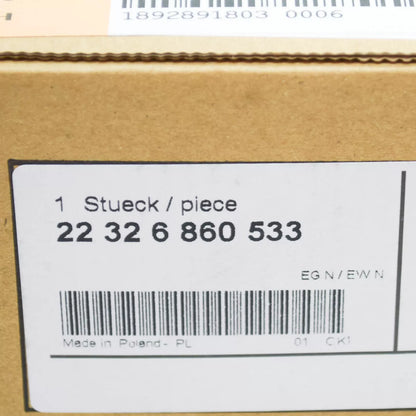 1892891803 0006
1 Stueck / piece
22 32 6 860 533
EG N / EW N
Made in Poland - PL 01 CK1